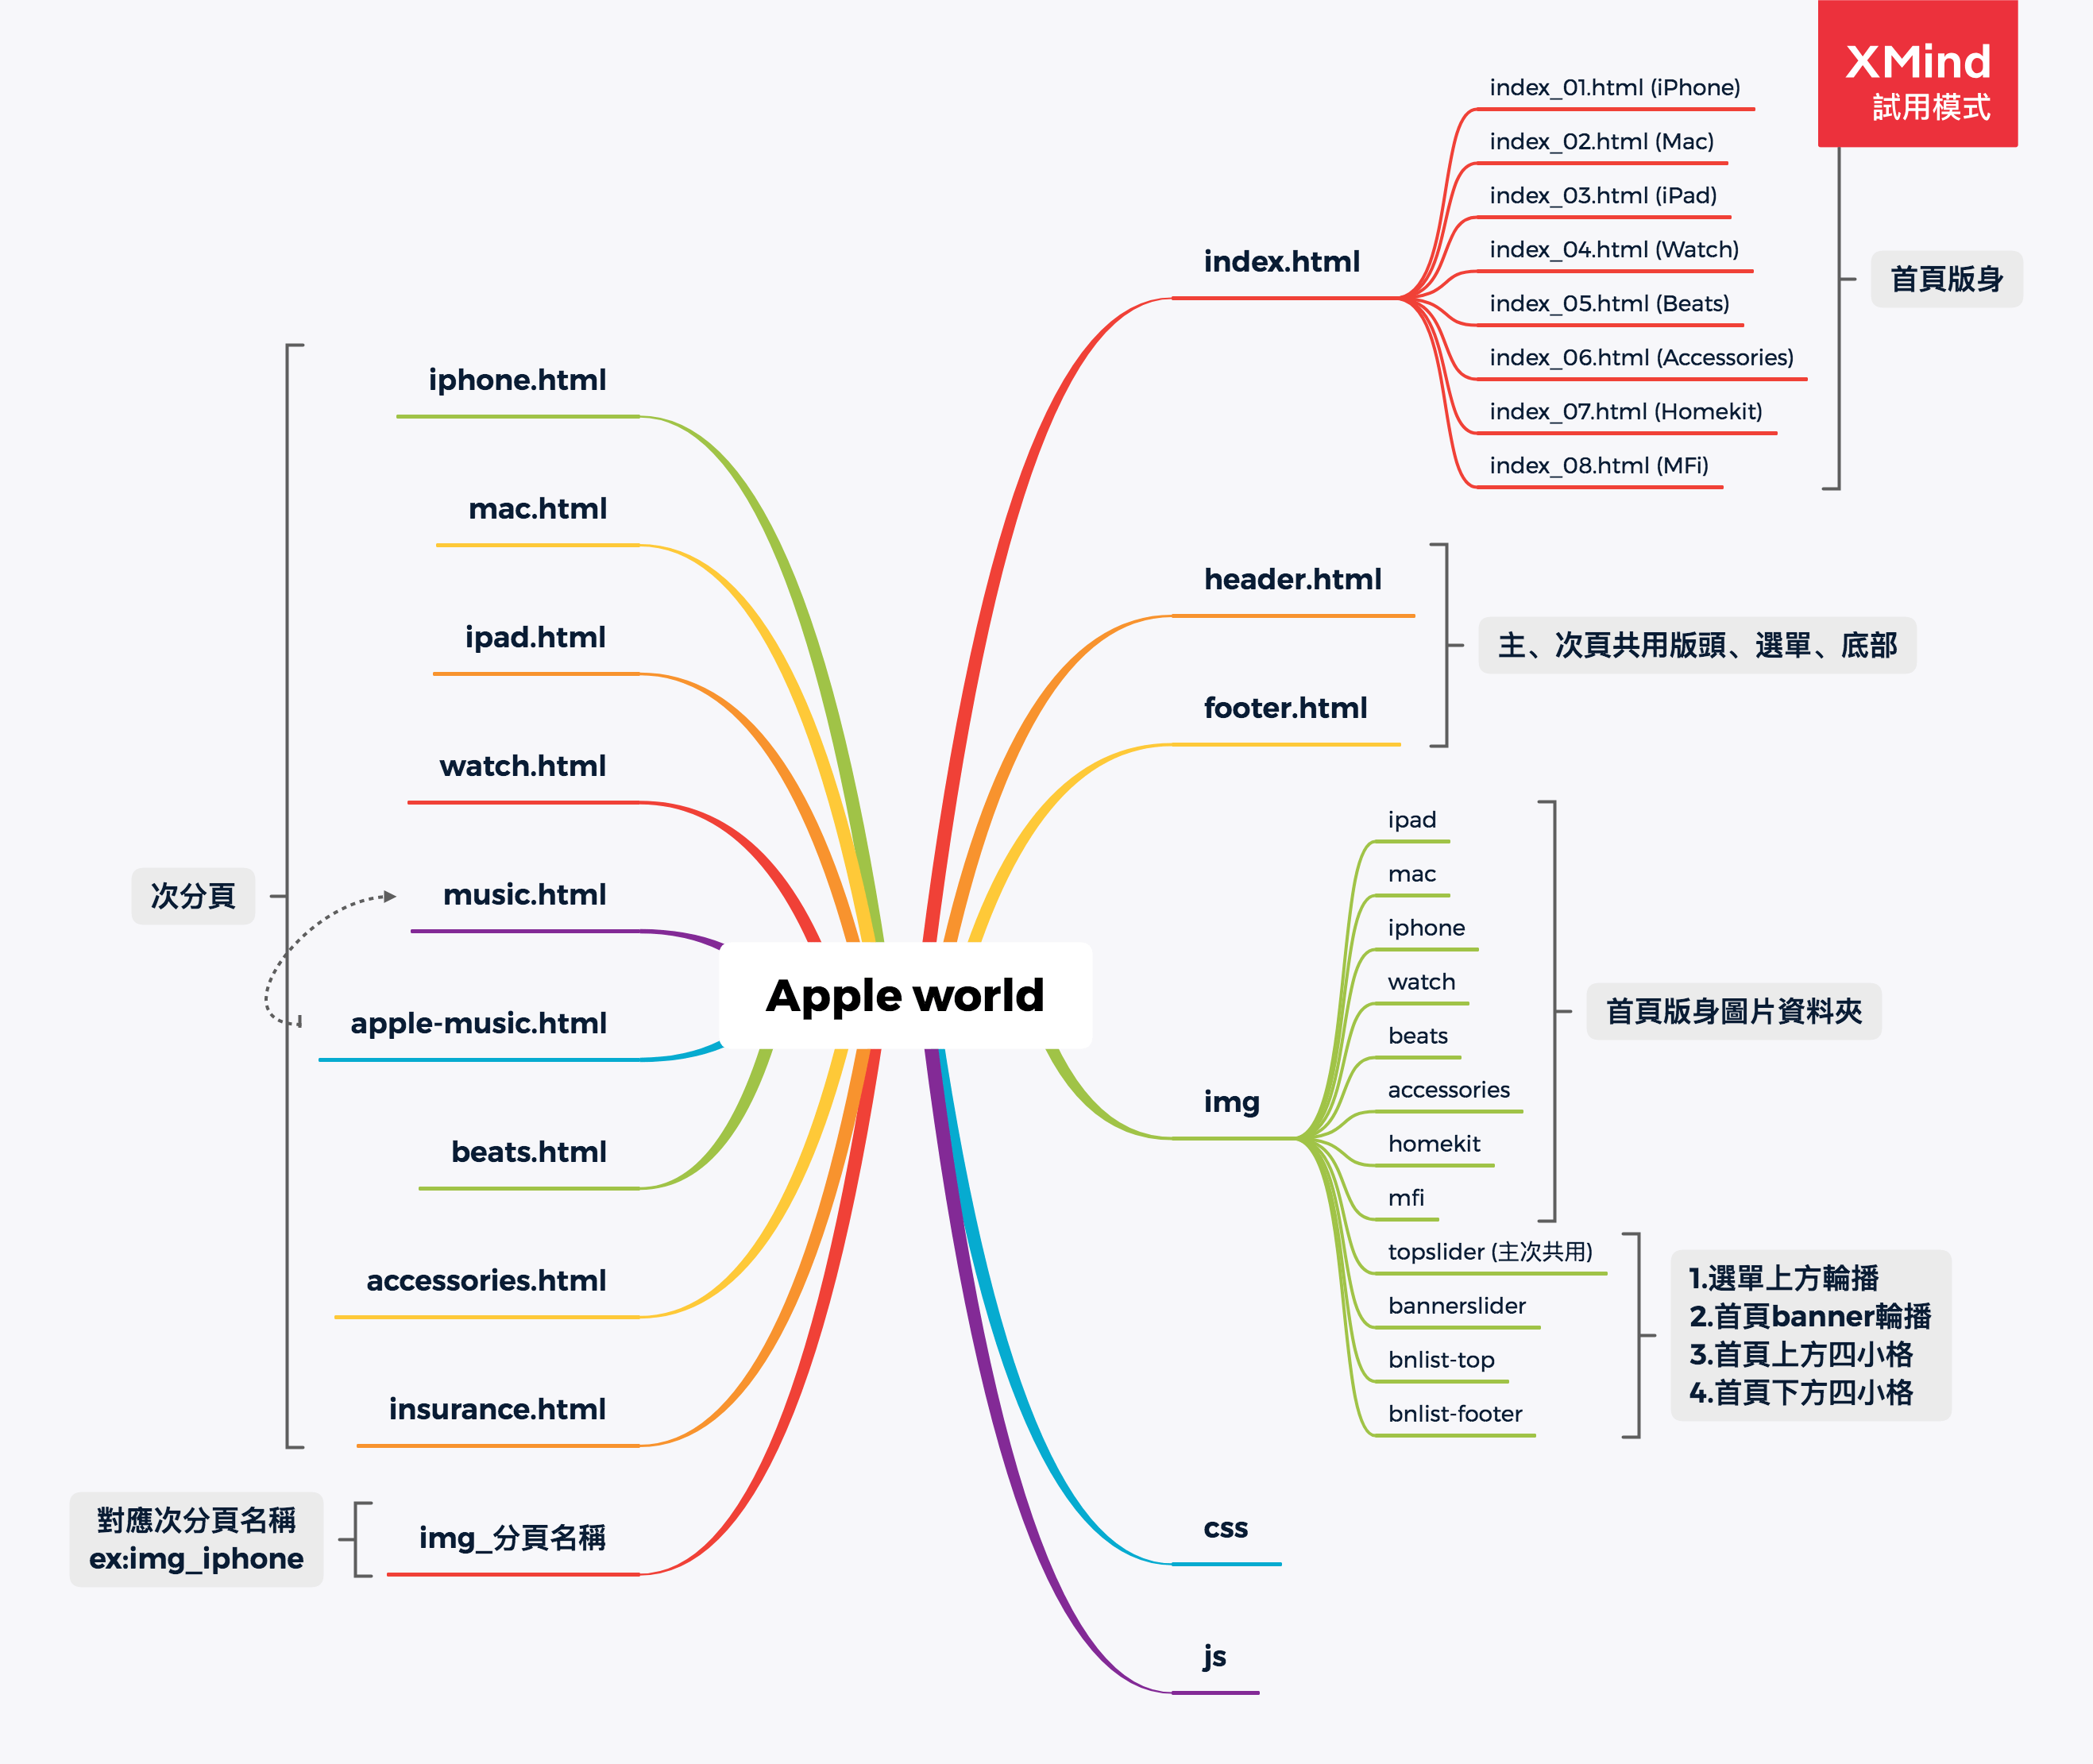 XMind
試用模式
Apple world
index.html
index_01.html (iPhone)
index_02.html (Mac)
index_03.html (iPad)
index_04.html (Watch)
index_05.html (Beats)
index_06.html (Accessories)
index_07.html (Homekit)
index_08.html (MFi)
首頁版身
header.html
footer.html
主、次頁共用版頭、選單、底部
img
ipad
mac
iphone
watch
beats
accessories
homekit
mfi
首頁版身圖片資料夾
topslider (主次共用)
bannerslider
bnlist-top
bnlist-footer
1.選單上方輪播
2.首頁banner輪播
3.首頁上方四小格
4.首頁下方四小格
css
js
iphone.html
mac.html
ipad.html
watch.html
music.html
apple-music.html
beats.html
accessories.html
insurance.html
次分頁
img_分頁名稱
對應次分頁名稱
ex:img_iphone